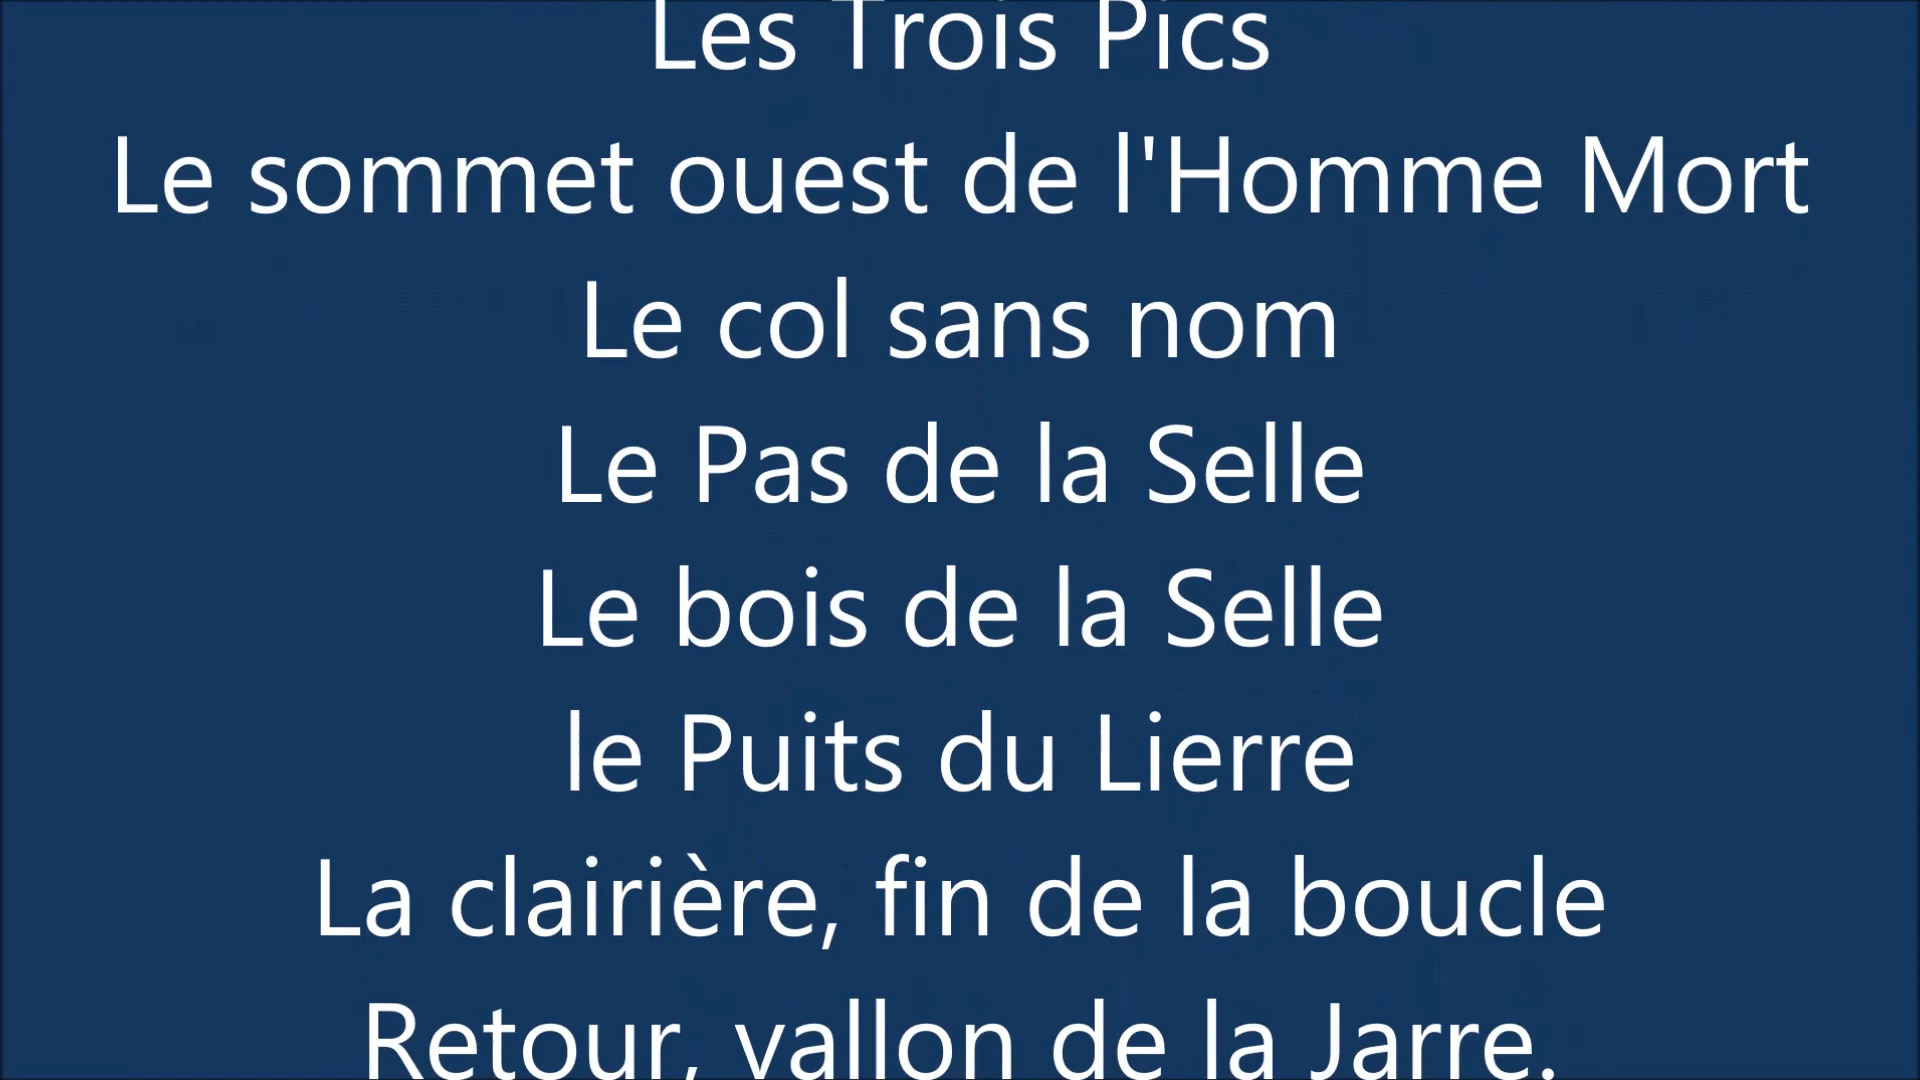 Les Trois Pics
Le sommet ouest de l'Homme Mort
Le col sans nom
Le Pas de la Selle
Le bois de la Selle
le Puits du Lierre
La clairière, fin de la boucle
Retour, vallon de la Jarre.